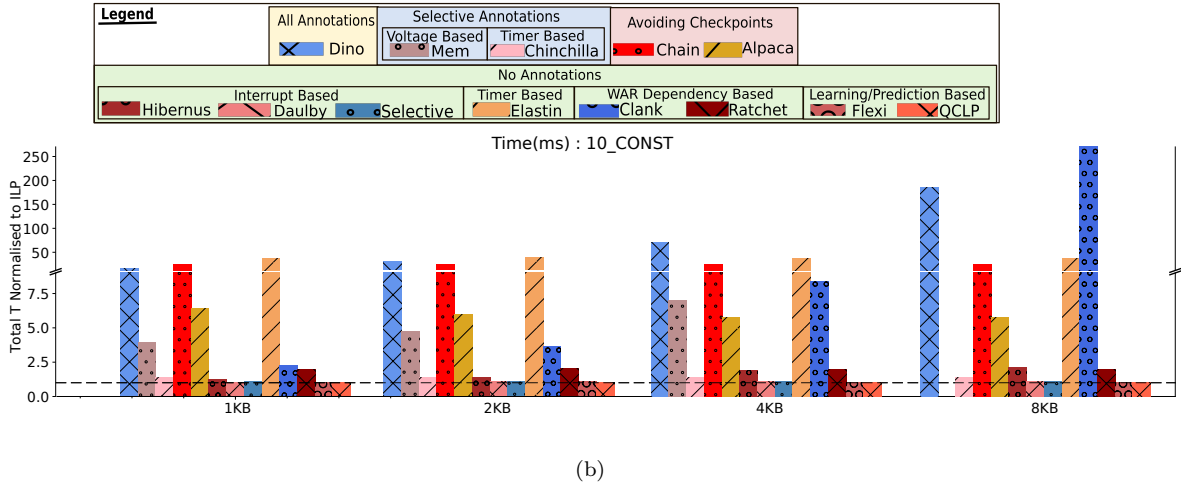 Legend
All Annotations
Dino
Selective Annotations
Voltage Based
Mem
Timer Based
Chinchilla
Avoiding Checkpoints
Chain Alpaca
No Annotations
Interrupt Based
Hibernus Daulby Selective
Timer Based
Elastin
WAR Dependency Based
Clank Ratchet
Learning/Prediction Based
Flexi QCLP
Time(ms) : 10_CONST
Total T Normalised to ILP
250
200
150
100
50
7.5
5.0
2.5
0.0
1KB 2KB 4KB 8KB
(b)